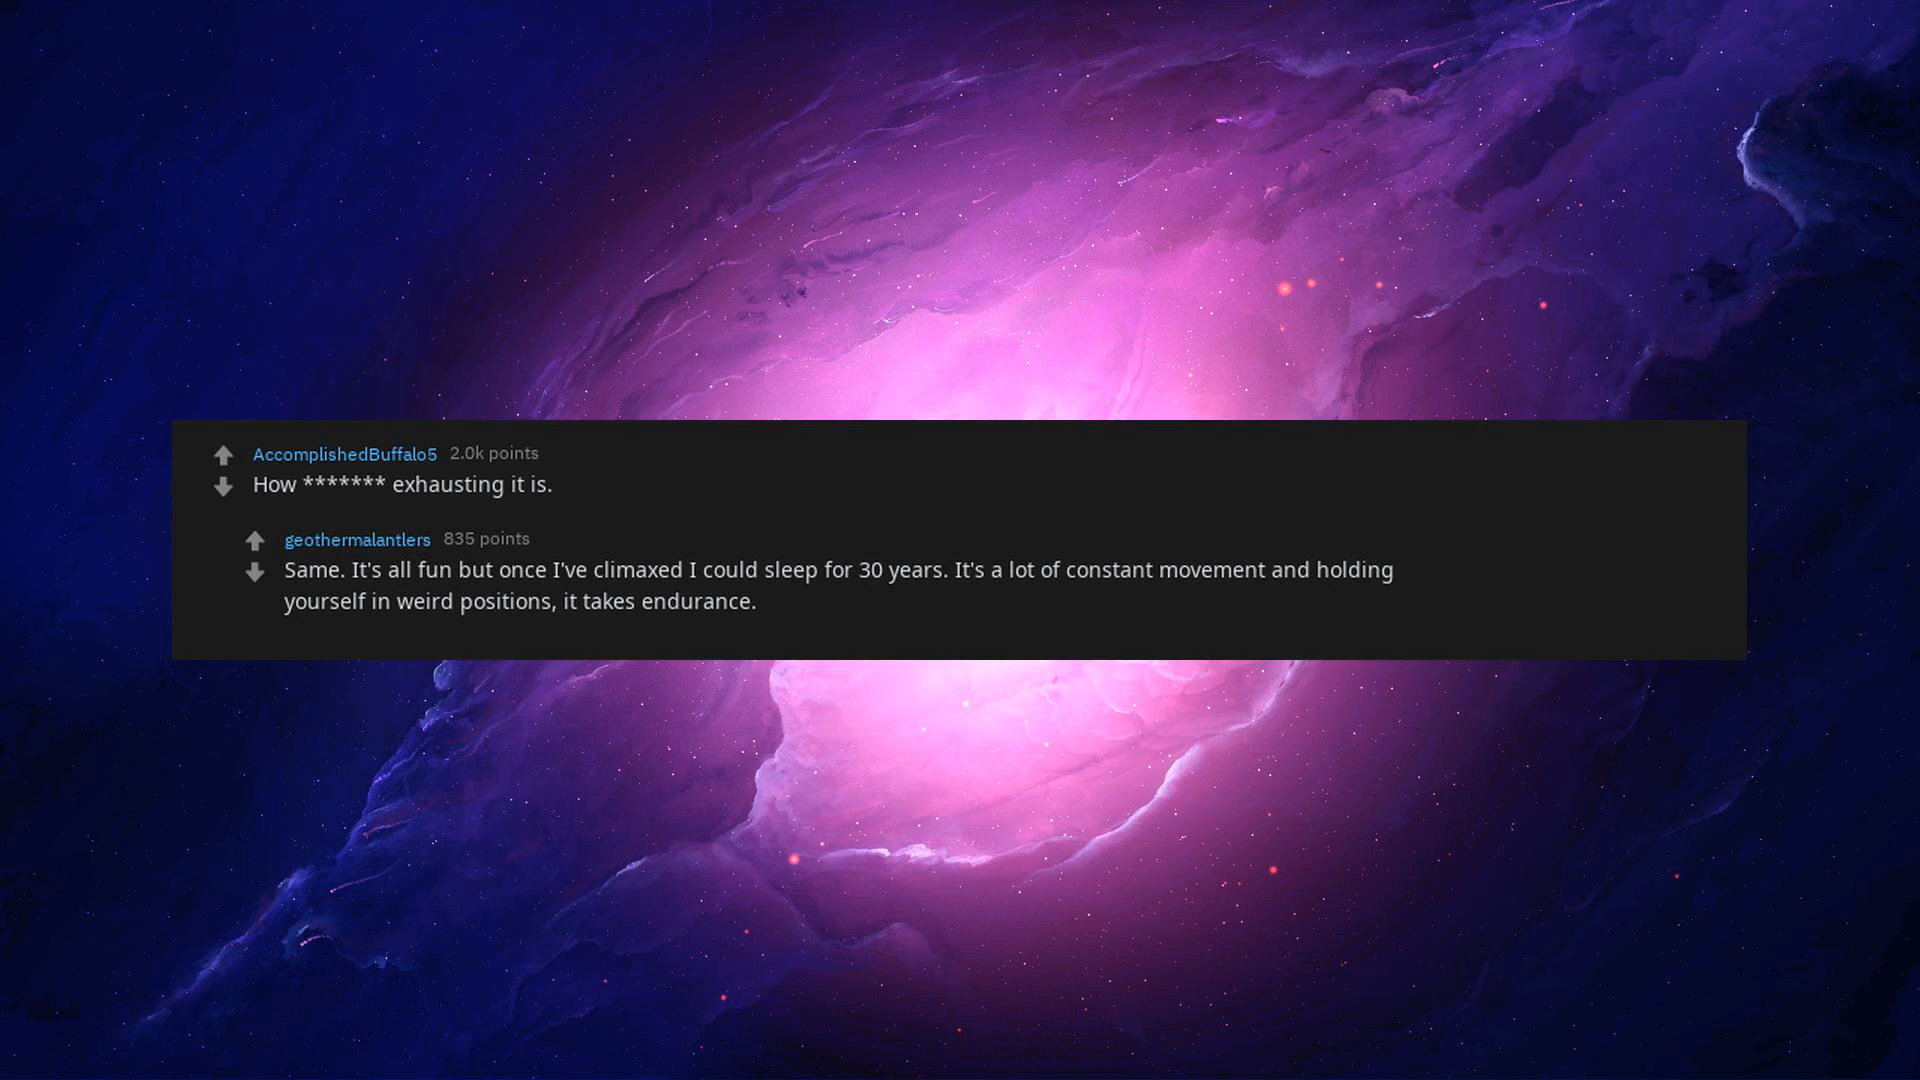 AccomplishedBuffalo5 2.0k points
How ******* exhausting it is.
geothermalantlers 835 points
Same. It's all fun but once I've climaxed I could sleep for 30 years. It's a lot of constant movement and holding
yourself in weird positions, it takes endurance.